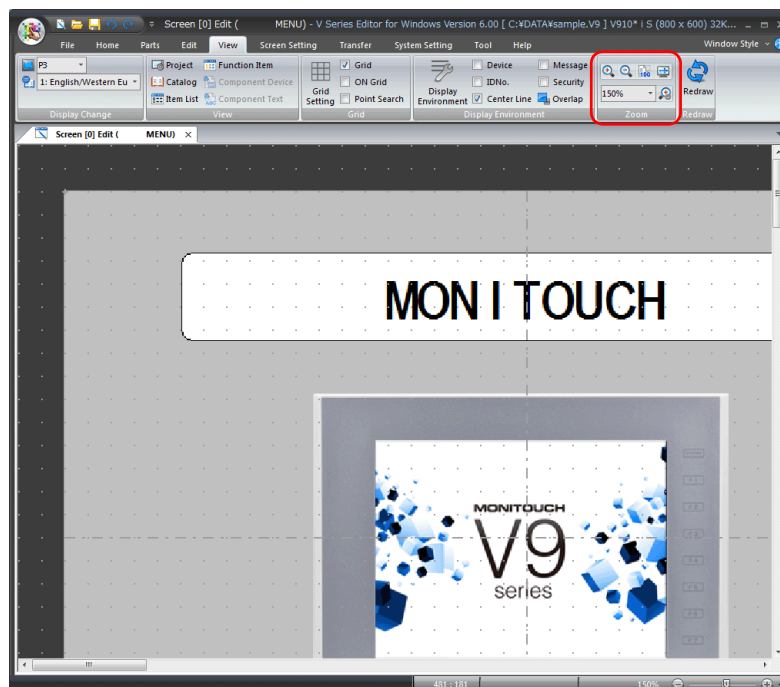 Screen [0] Edit ( MENU) - V Series Editor for Windows Version 6.00 [ C:¥DATA¥sample.V9 ] V910* i S (800 x 600) 32K...
File Home Parts Edit View Screen Setting Transfer System Setting Tool Help Window Style
P3 Project Function Item Grid Device Message
1: English/Western Eu Catalog Component Device ON Grid IDNo. Security 150% Redraw
Item List Component Text Grid Setting Point Search Display Environment Center Line Overlap
Display Change View Grid Display Environment Zoom Redraw
Screen [0] Edit ( MENU) ×
MONITOUCH
MONITOUCH
V9
series
481 : 181 150%